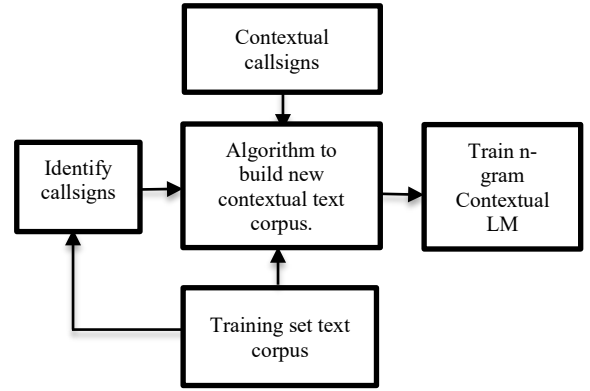 Contextual
callsigns
Identify
callsigns
Algorithm to
build new
contextual text
corpus.
Train n-
gram
Contextual
LM
Training set text
corpus